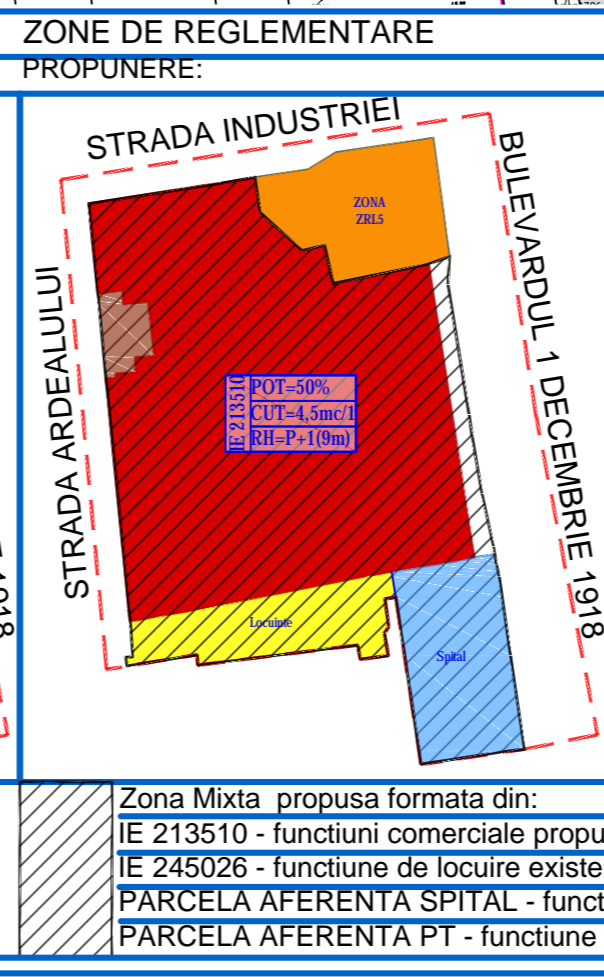 ZONE DE REGLEMENTARE
PROPUNERE:
STRADA INDUSTRIEI
BULEVARDUL 1 DECEMBRIE 1918
STRADA ARDEALULUI
ZONA
ZRL5
IE 213510
POT=50%
CUT=4,5mc/1
RH=P+1(9m)
Locuinte
Spital
1918
Zona Mixta propusa formata din:
IE 213510 - functiuni comerciale propu
IE 245026 - functiune de locuire existe
PARCELA AFERENTA SPITAL - funct
PARCELA AFERENTA PT - functiune